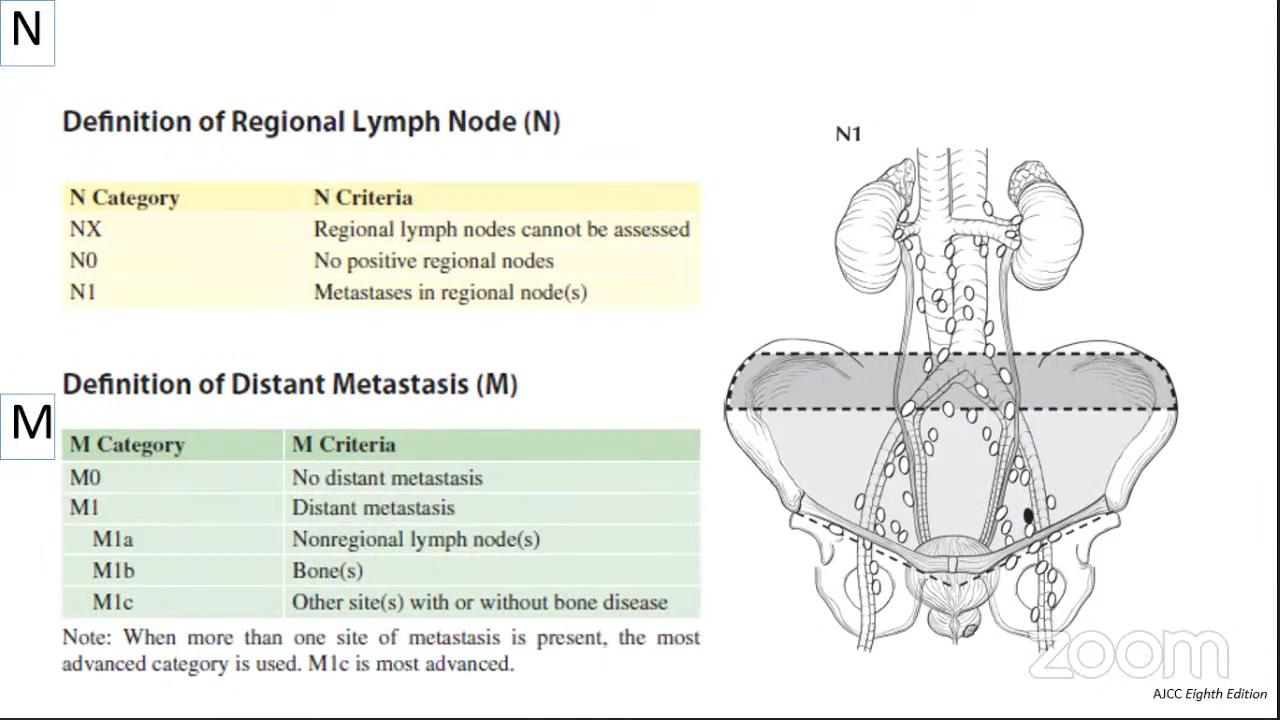 N
Definition of Regional Lymph Node (N)
N Category N Criteria
NX Regional lymph nodes cannot be assessed
N0 No positive regional nodes
N1 Metastases in regional node(s)
M
Definition of Distant Metastasis (M)
M Category M Criteria
M0 No distant metastasis
M1 Distant metastasis
M1a Nonregional lymph node(s)
M1b Bone(s)
M1c Other site(s) with or without bone disease
Note: When more than one site of metastasis is present, the most
advanced category is used. M1c is most advanced.
N1
zoom
AJCC Eighth Edition